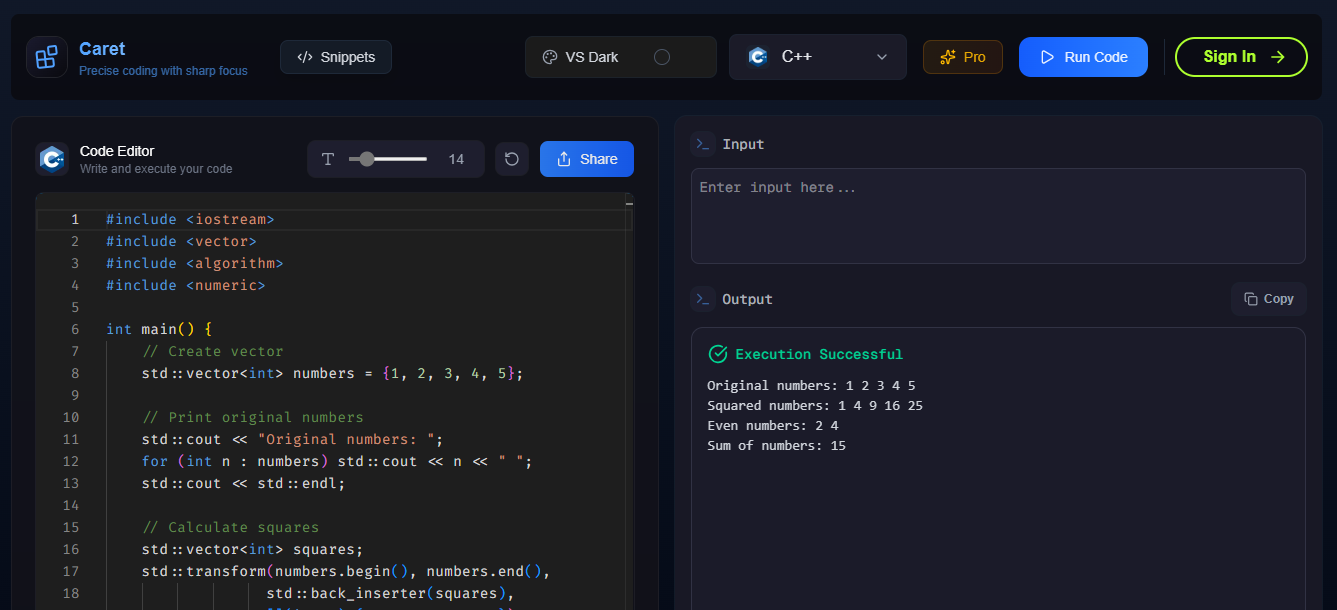 Caret
Precise coding with sharp focus
</> Snippets
VS Dark
C++
Pro
Run Code
Sign In →
Code Editor
Write and execute your code
T
14
Share
1 #include <iostream>
2 #include <vector>
3 #include <algorithm>
4 #include <numeric>
5
6 int main() {
7     // Create vector
8     std::vector<int> numbers = {1, 2, 3, 4, 5};
9
10     // Print original numbers
11     std::cout << "Original numbers: ";
12     for (int n : numbers) std::cout << n << " ";
13     std::cout << std::endl;
14
15     // Calculate squares
16     std::vector<int> squares;
17     std::transform(numbers.begin(), numbers.end(),
18                   std::back_inserter(squares),
>_ Input
Enter input here...
>_ Output
Copy
Execution Successful
Original numbers: 1 2 3 4 5
Squared numbers: 1 4 9 16 25
Even numbers: 2 4
Sum of numbers: 15